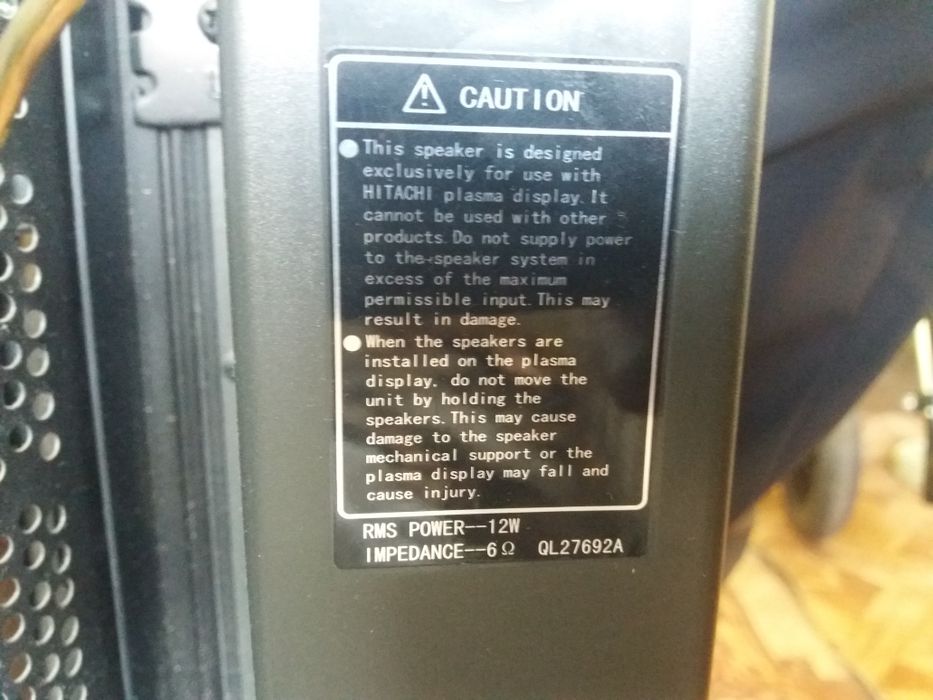 CAUTION
● This speaker is designed
exclusively for use with
HITACHI plasma display. It
cannot be used with other
products. Do not supply power
to the speaker system in
excess of the maximum
permissible input. This may
result in damage.
● When the speakers are
installed on the plasma
display. do not move the
unit by holding the
speakers. This may cause
damage to the speaker
mechanical support or the
plasma display may fall and
cause injury.
RMS POWER--12W
IMPEDANCE--6Ω QL27692A